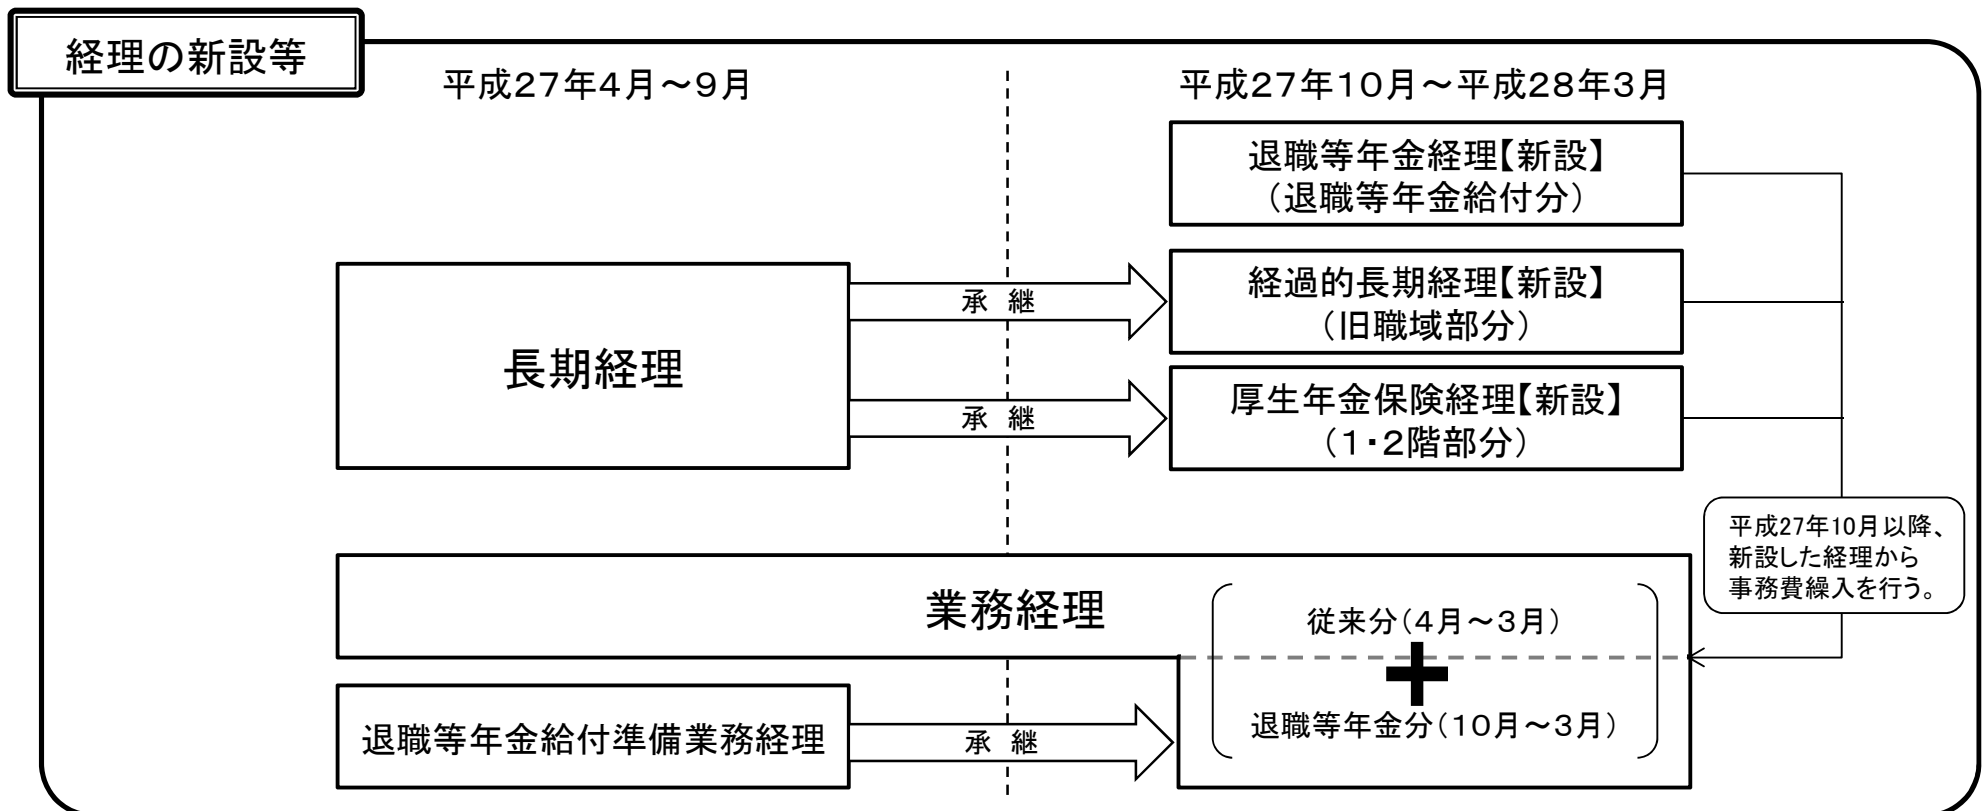 経理の新設等
平成27年4月～9月
平成27年10月～平成28年3月
退職等年金経理【新設】
（退職等年金給付分）
長期経理
承 継
経過的長期経理【新設】
（旧職域部分）
承 継
厚生年金保険経理【新設】
（1・2階部分）
平成27年10月以降、
新設した経理から
事務費繰入を行う。
業務経理
従来分（4月～3月）
退職等年金分（10月～3月）
退職等年金給付準備業務経理
承 継